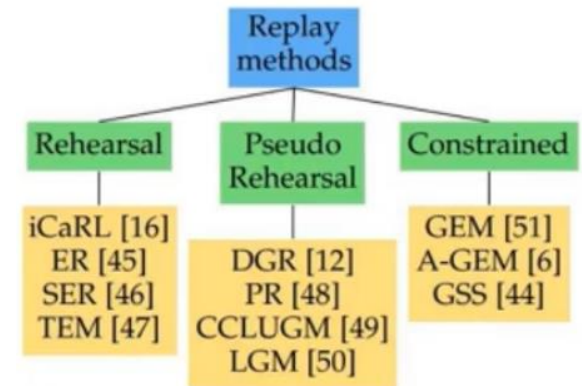 Replay
methods
Rehearsal
Pseudo
Rehearsal
Constrained
iCaRL [16]
ER [45]
SER [46]
TEM [47]
DGR [12]
PR [48]
CCLUGM [49]
LGM [50]
GEM [51]
A-GEM [6]
GSS [44]